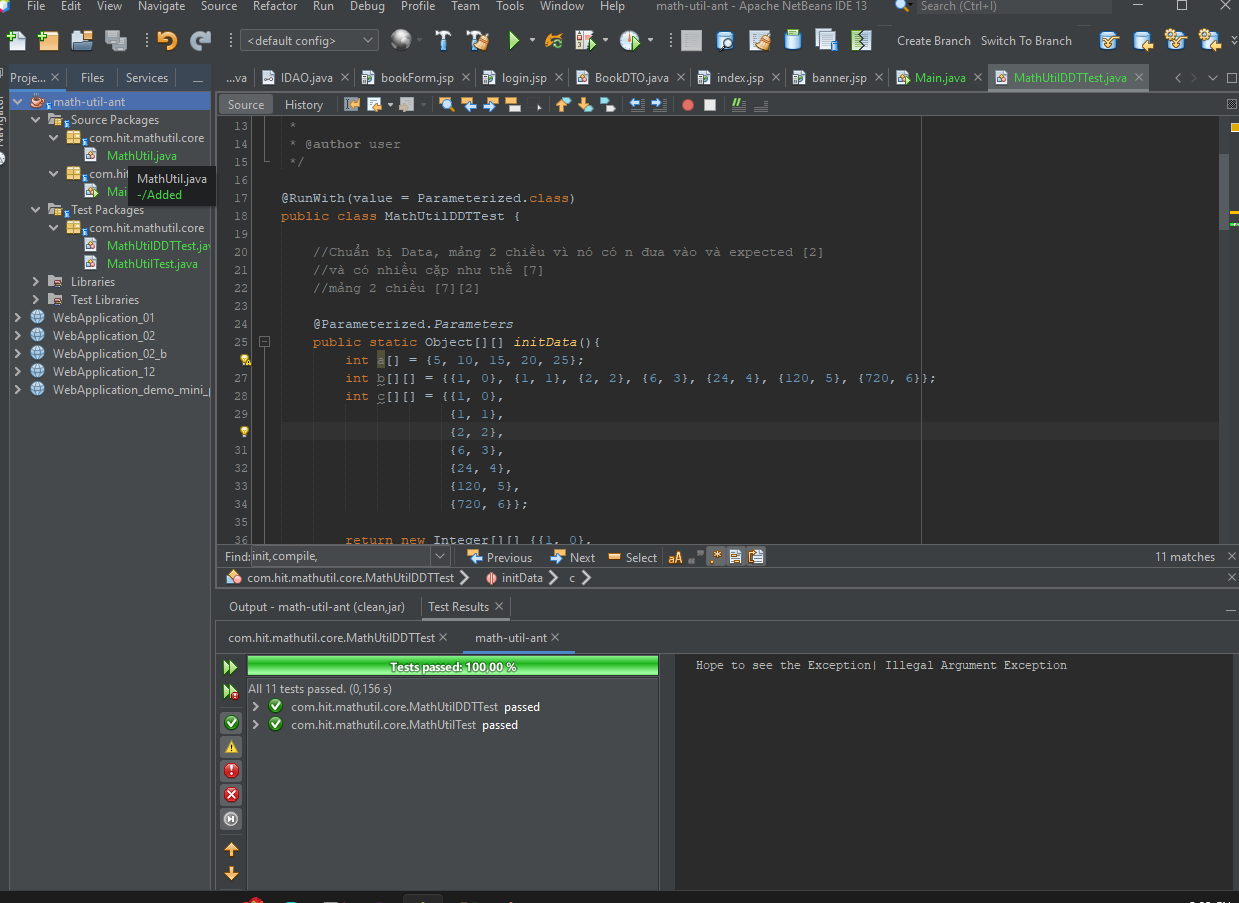 File Edit View Navigate Source Refactor Run Debug Profile Team Tools Window Help math-util-ant - Apache NetBeans IDE 13 Search (Ctrl+I)
<default config> Create Branch Switch To Branch
Proje... Files Services
...va IDAO.java bookForm.jsp login.jsp BookDTO.java index.jsp banner.jsp Main.java MathUtilDDTTest.java
Source History
math-util-ant
Source Packages
com.hit.mathutil.core
MathUtil.java
com.hit
Mai
MathUtil.java
-/Added
Test Packages
com.hit.mathutil.core
MathUtilDDTTest.jav
MathUtilTest.java
Libraries
Test Libraries
WebApplication_01
WebApplication_02
WebApplication_02_b
WebApplication_12
WebApplication_demo_mini_p
13 *
14 * @author user
15 */
16
17 @RunWith(value = Parameterized.class)
18 public class MathUtilDDTTest {
19
20 //Chuẩn bị Data, mảng 2 chiều vì nó có n đưa vào và expected [2]
21 //và có nhiều cặp như thế [7]
22 //mảng 2 chiều [7][2]
23
24 @Parameterized.Parameters
25 public static Object[][] initData(){
int a[] = {5, 10, 15, 20, 25};
27 int b[][] = {{1, 0}, {1, 1}, {2, 2}, {6, 3}, {24, 4}, {120, 5}, {720, 6}};
28 int c[][] = {{1, 0},
29 {1, 1},
{2, 2},
31 {6, 3},
32 {24, 4},
33 {120, 5},
34 {720, 6}};
35
36 return new Integer[][] {{1, 0},
Find: init,compile, Previous Next Select aA 11 matches
com.hit.mathutil.core.MathUtilDDTTest initData c
Output - math-util-ant (clean,jar) Test Results
com.hit.mathutil.core.MathUtilDDTTest math-util-ant
Tests passed: 100,00 %
All 11 tests passed. (0,156 s)
com.hit.mathutil.core.MathUtilDDTTest passed
com.hit.mathutil.core.MathUtilTest passed
Hope to see the Exception| Illegal Argument Exception